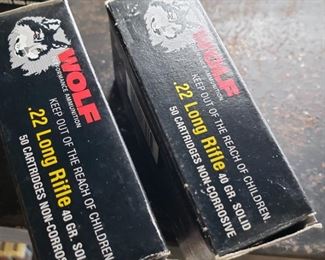 WOLF
PERFORMANCE AMMUNITION
KEEP OUT OF THE REACH OF CHILDREN.
.22 Long Rifle 40 GR. SOLID
50 CARTRIDGES NON-CORROSIVE
WOLF
FORMANCE AMMUNITION
KEEP OUT OF THE REACH OF CHILDREN.
.22 Long Rifle 40 GR. SOLID
50 CARTRIDGES NON-CORROSIVE